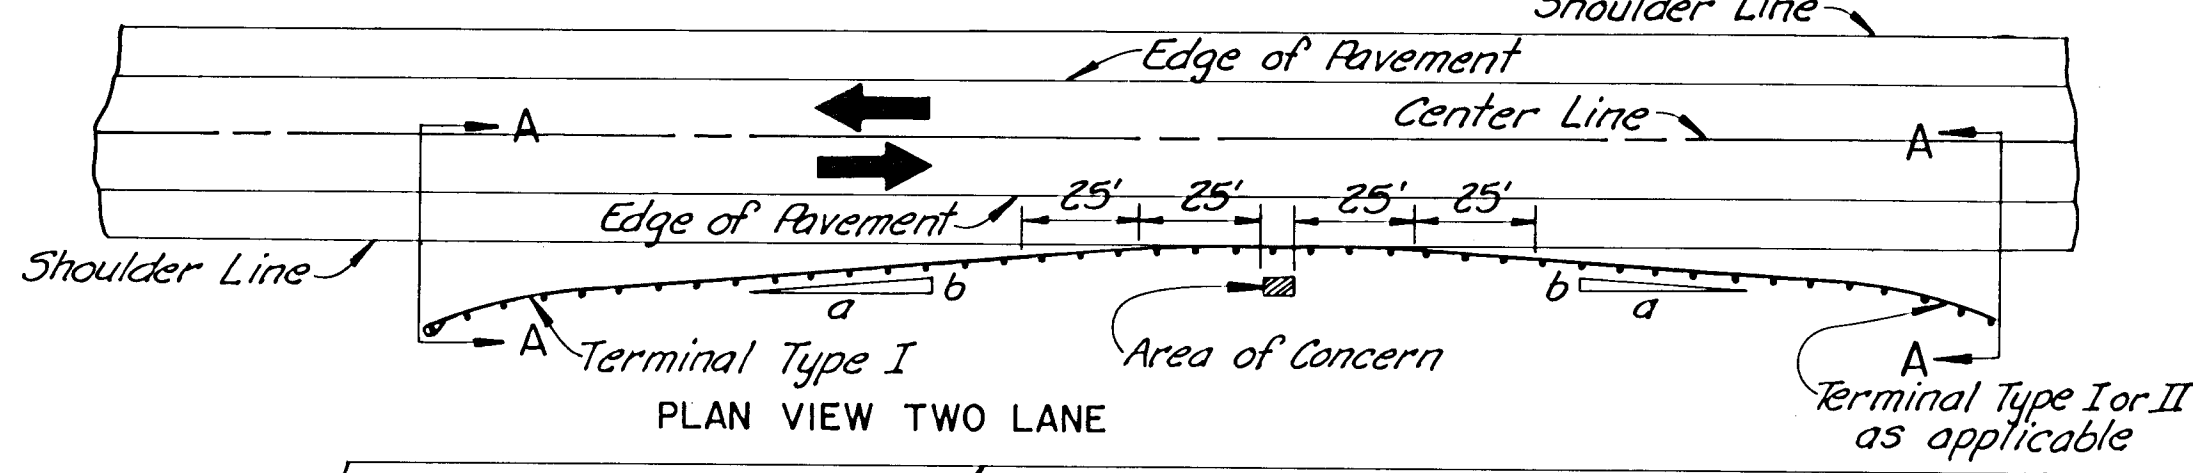 Shoulder Line
Edge of Pavement
Center Line
A
A
25' 25' 25' 25'
Edge of Pavement
Shoulder Line
b
a
b
a
A
Terminal Type I
Area of Concern
A
Terminal Type I or II
as applicable
PLAN VIEW TWO LANE